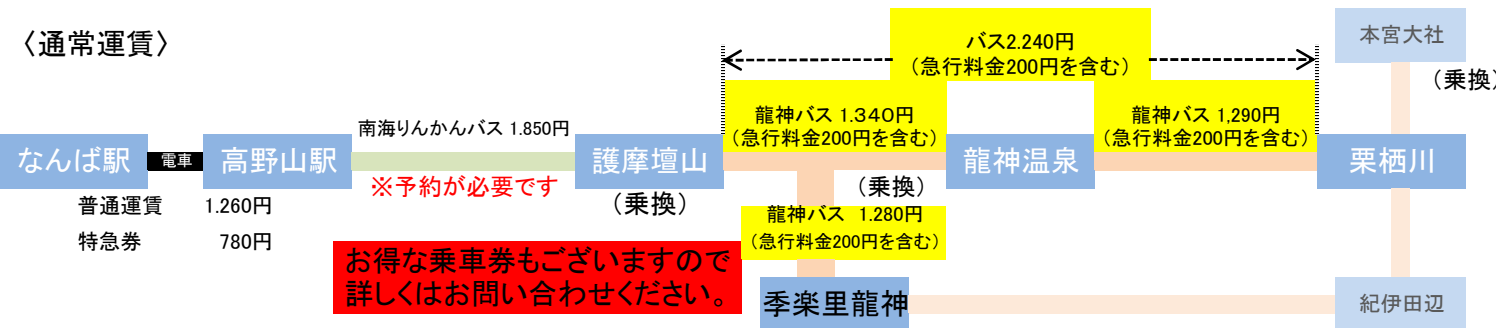 〈通常運賃〉
バス2.240円
（急行料金200円を含む）
本宮大社
（乗換）
龍神バス 1.340円
（急行料金200円を含む）
龍神バス 1,290円
（急行料金200円を含む）
南海りんかんバス 1.850円
なんば駅
電車
高野山駅
護摩壇山
龍神温泉
栗栖川
※予約が必要です
（乗換）
（乗換）
普通運賃 1.260円
特急券 780円
龍神バス 1.280円
（急行料金200円を含む）
お得な乗車券もございますので
詳しくはお問い合わせください。
季楽里龍神
紀伊田辺